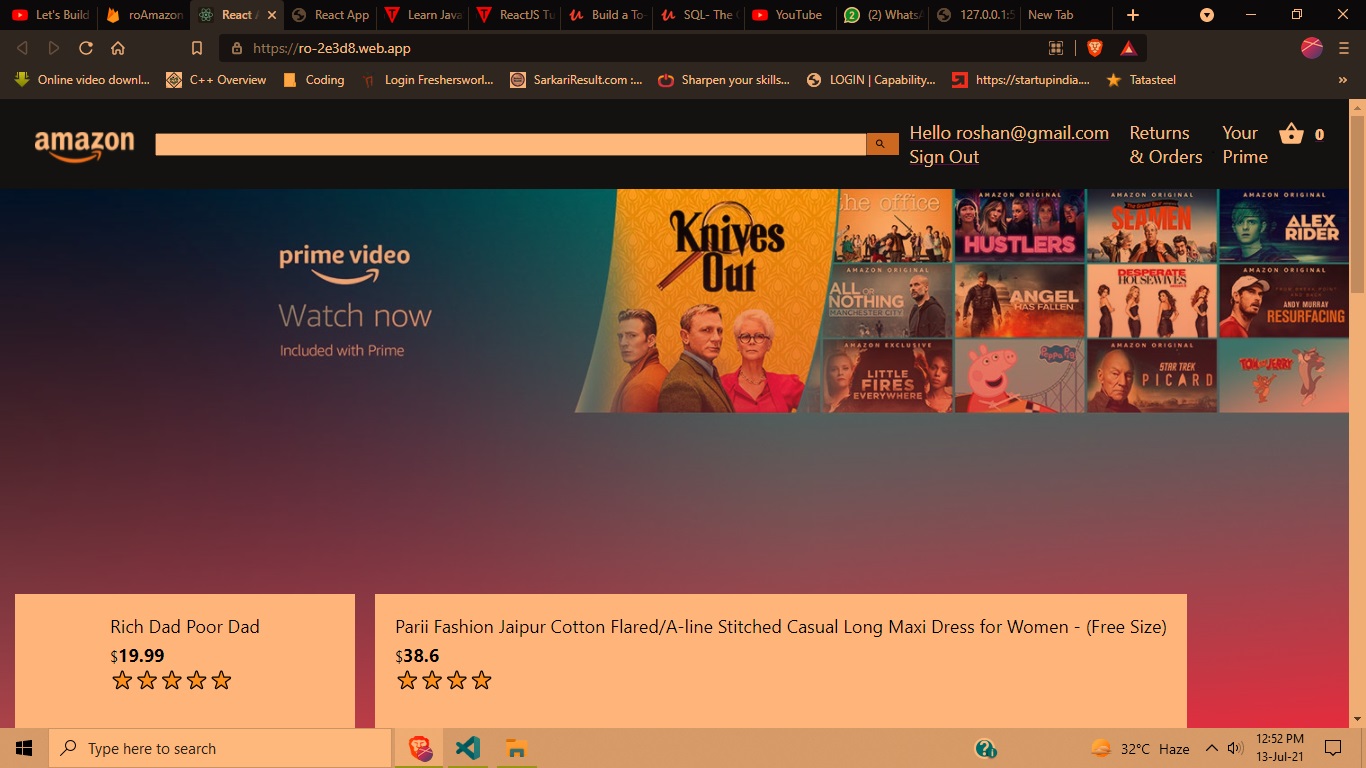 Let's Build
roAmazon
React A
React App
Learn Java
ReactJS Tu
Build a To-
SQL- The C
YouTube
(2) WhatsA
127.0.0.1:5
New Tab
https://ro-2e3d8.web.app
Online video downl...
C++ Overview
Coding
Login Freshersworl...
SarkariResult.com :...
Sharpen your skills...
LOGIN | Capability...
https://startupindia....
Tatasteel
»
amazon
Hello roshan@gmail.com
Sign Out
Returns
& Orders
Your
Prime
0
prime video
Watch now
Included with Prime
Knives
Out
the office
AMAZON ORIGINAL
HUSTLERS
AMAZON ORIGINAL
SEAMEN
AMAZON ORIGINAL
ALEX
RIDER
AMAZON ORIGINAL
ALL OR
NOTHING
MANCHESTER CITY
ANGEL
HAS FALLEN
DESPERATE
HOUSEWIVES
AMAZON ORIGINAL
ANDY MURRAY
RESURFACING
AMAZON EXCLUSIVE
LITTLE
FIRES
EVERYWHERE
Peppa Pig
AMAZON ORIGINAL
STAR TREK
PICARD
TOM and JERRY
Rich Dad Poor Dad
$19.99
Parii Fashion Jaipur Cotton Flared/A-line Stitched Casual Long Maxi Dress for Women - (Free Size)
$38.6
Type here to search
32°C Haze
12:52 PM
13-Jul-21